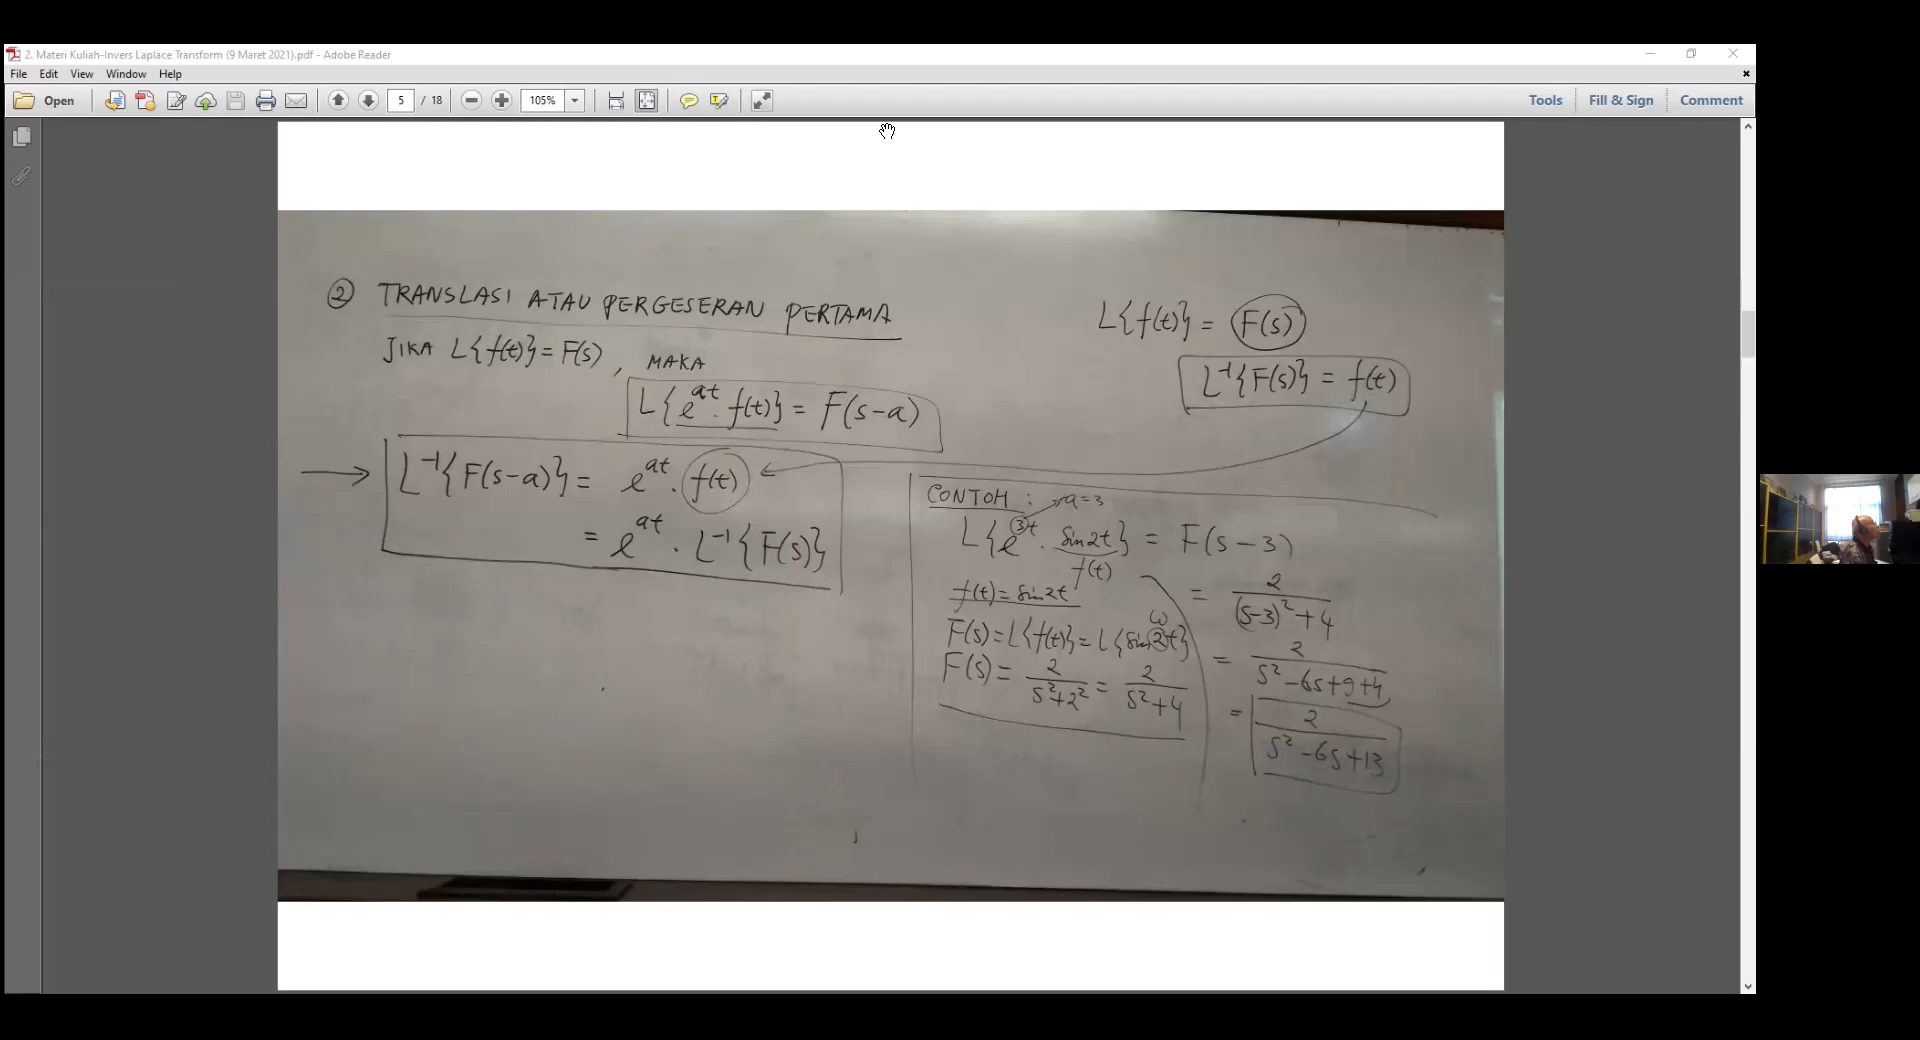 2. Materi Kuliah-Invers Laplace Transform (9 Maret 2021).pdf - Adobe Reader
File Edit View Window Help
Open 5 / 18 105% Tools Fill & Sign Comment
② TRANSLASI ATAU PERGESERAN PERTAMA
JIKA L{f(t)} = F(s), MAKA
L{e^{at}. f(t)} = F(s-a)
L⁻¹{F(s-a)} = e^{at}. f(t)
= e^{at}. L⁻¹{F(s)}
L{f(t)} = F(s)
L⁻¹{F(s)} = f(t)
CONTOH : a=3
L{e^{3t}. sin2t} = F(s-3)
f(t)
f(t) = sin2t
ω
F(s) = L{f(t)} = L{sin2t}
F(s) = 2/(s²+2²) = 2/(s²+4)
= 2/((s-3)²+4)
= 2/(s²-6s+9+4)
= 2/(s²-6s+13)